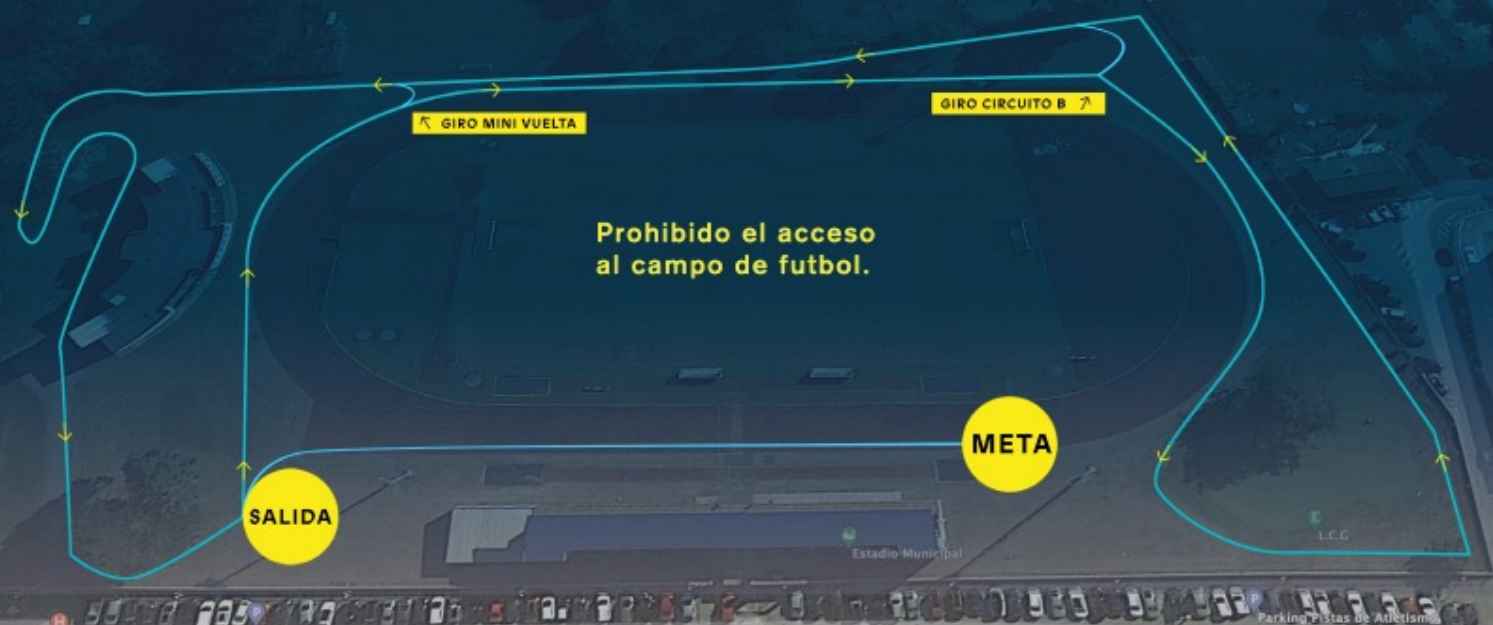 GIRO CIRCUITO B ↗
↖ GIRO MINI VUELTA
Prohibido el acceso
al campo de futbol.
META
SALIDA
L.C.G
Estadio Municipal
H
P
P
Parking Pistas de Atletismo